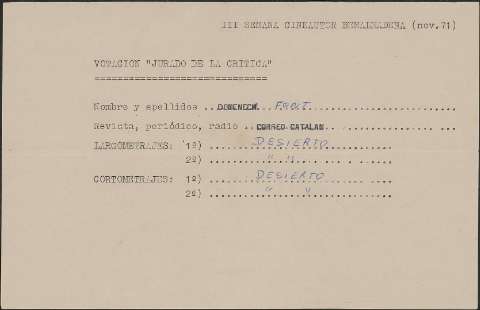 III SEMANA CINEAUTOR BENALMADENA (nov.71)
VOTACION "JURADO DE LA CRITICA"
==============================
Nombre y apellidos ..DOMENECH. FONT.
Revista, periódico, radio ..CORREO CATALAN
LARGOMETRAJES: 1º) DESIERTO
2º) " "
CORTOMETRAJES: 1º) DESIERTO
2º) " "